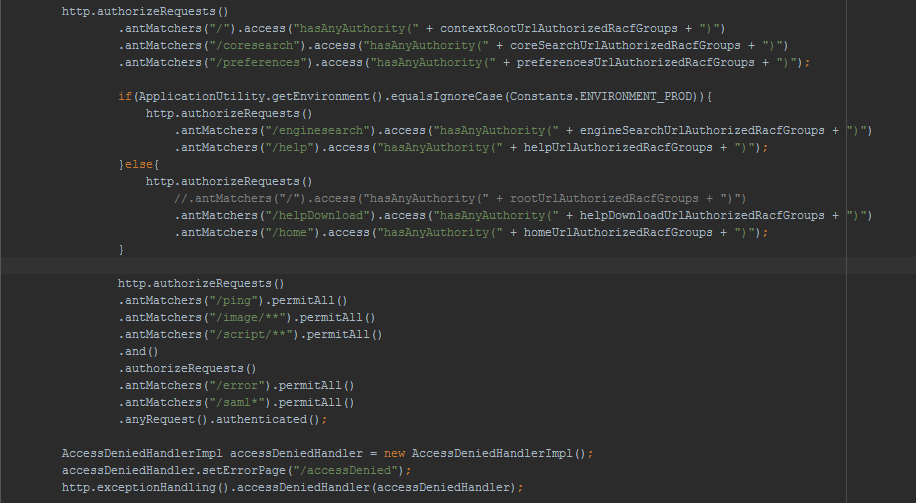 http.authorizeRequests()
.antMatchers("/").access("hasAnyAuthority(" + contextRootUrlAuthorizedRacfGroups + ")")
.antMatchers("/coresearch").access("hasAnyAuthority(" + coreSearchUrlAuthorizedRacfGroups + ")")
.antMatchers("/preferences").access("hasAnyAuthority(" + preferencesUrlAuthorizedRacfGroups + ")");
if(ApplicationUtility.getEnvironment().equalsIgnoreCase(Constants.ENVIRONMENT_PROD)){
http.authorizeRequests()
.antMatchers("/enginesearch").access("hasAnyAuthority(" + engineSearchUrlAuthorizedRacfGroups + ")")
.antMatchers("/help").access("hasAnyAuthority(" + helpUrlAuthorizedRacfGroups + ")");
}else{
http.authorizeRequests()
//.antMatchers("/").access("hasAnyAuthority(" + rootUrlAuthorizedRacfGroups + ")")
.antMatchers("/helpDownload").access("hasAnyAuthority(" + helpDownloadUrlAuthorizedRacfGroups + ")")
.antMatchers("/home").access("hasAnyAuthority(" + homeUrlAuthorizedRacfGroups + ")");
}
http.authorizeRequests()
.antMatchers("/ping").permitAll()
.antMatchers("/image/**").permitAll()
.antMatchers("/script/**").permitAll()
.and()
.authorizeRequests()
.antMatchers("/error").permitAll()
.antMatchers("/saml*").permitAll()
.anyRequest().authenticated();
AccessDeniedHandlerImpl accessDeniedHandler = new AccessDeniedHandlerImpl();
accessDeniedHandler.setErrorPage("/accessDenied");
http.exceptionHandling().accessDeniedHandler(accessDeniedHandler);